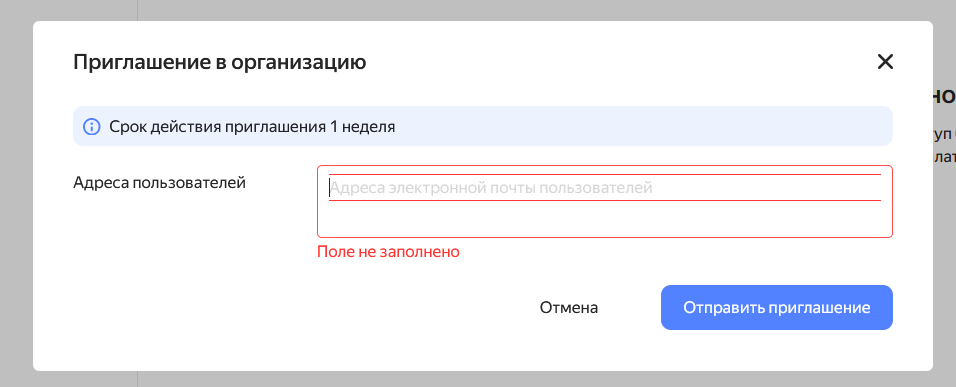 Приглашение в организацию
Срок действия приглашения 1 неделя
Адреса пользователей
Адреса электронной почты пользователей
Поле не заполнено
Отмена
Отправить приглашение